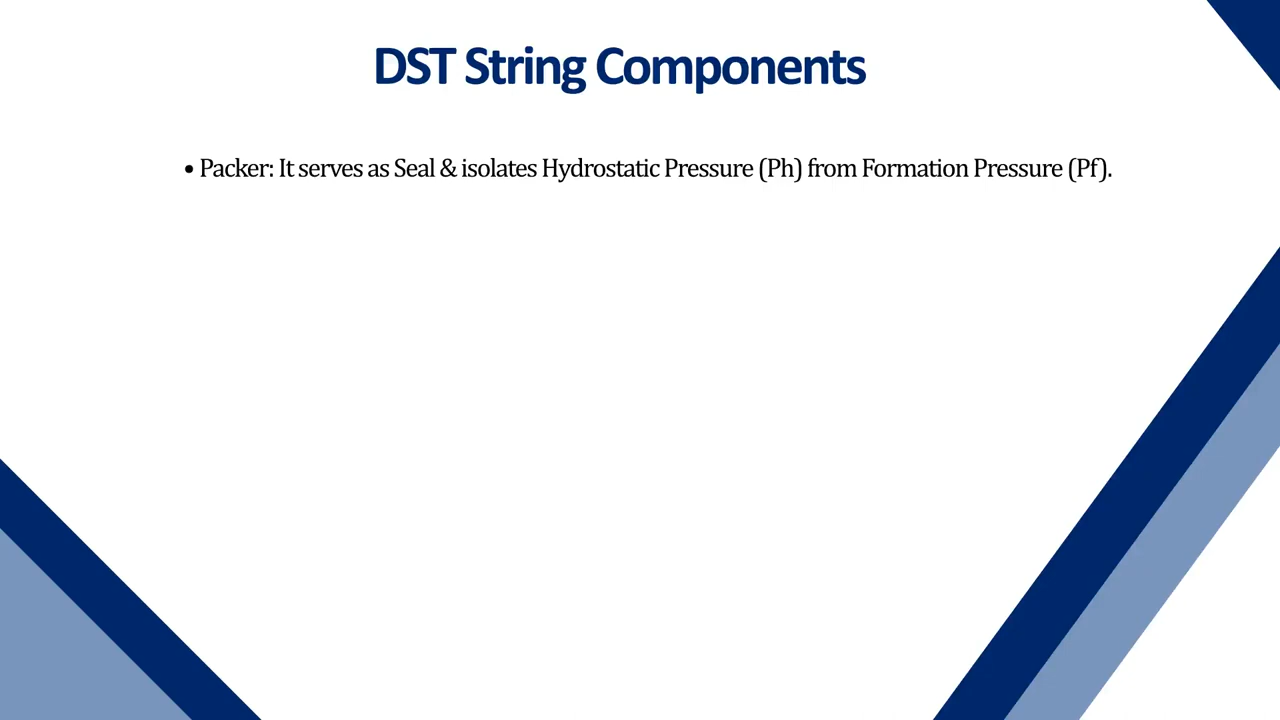 DST String Components
• Packer: It serves as Seal & isolates Hydrostatic Pressure (Ph) from Formation Pressure (Pf).